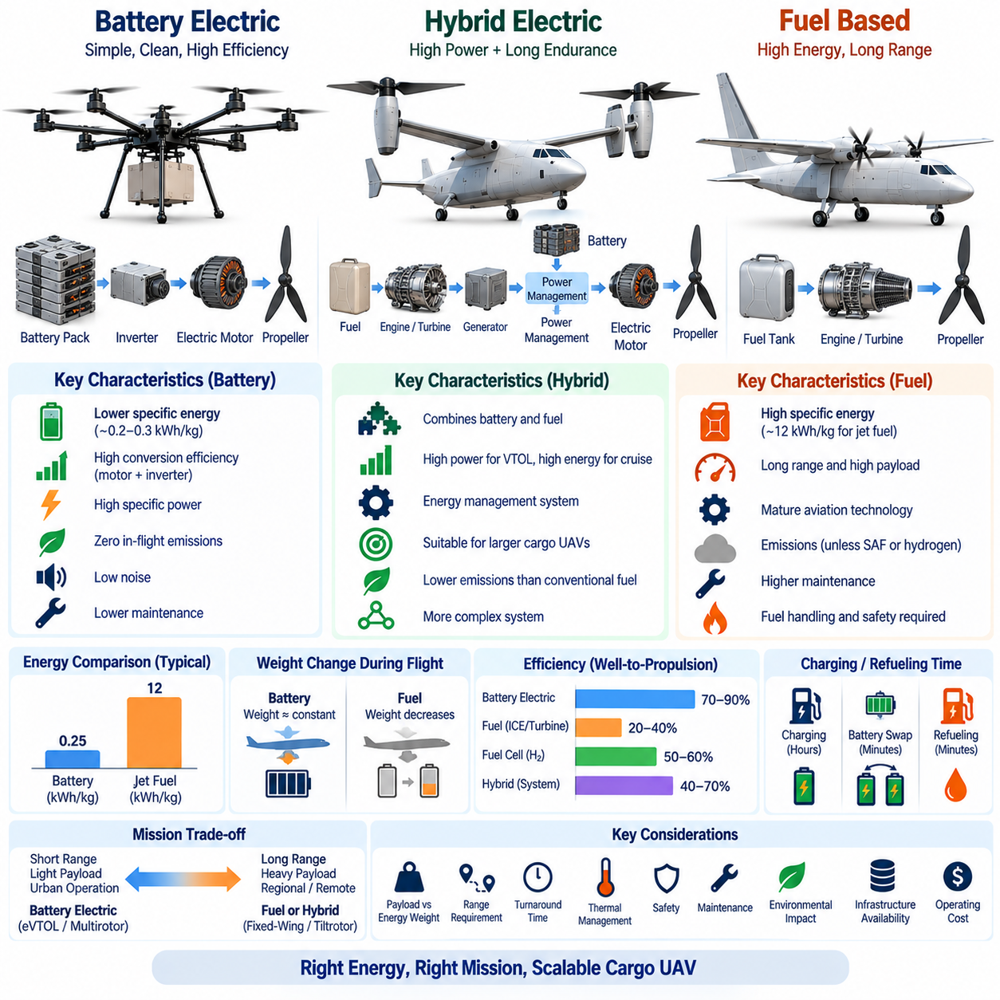 Battery Electric
Simple, Clean, High Efficiency
Hybrid Electric
High Power + Long Endurance
Fuel Based
High Energy, Long Range
Battery Pack
Inverter
Electric Motor
Propeller
Battery
Fuel
Engine / Turbine
Generator
Power
Management
Power
Management
Electric
Motor
Propeller
Fuel Tank
Engine / Turbine
Propeller
Key Characteristics (Battery)
Lower specific energy
(~0.2–0.3 kWh/kg)
High conversion efficiency
(motor + inverter)
High specific power
Zero in-flight emissions
Low noise
Lower maintenance
Key Characteristics (Hybrid)
Combines battery and fuel
High power for VTOL, high energy for cruise
Energy management system
Suitable for larger cargo UAVs
Lower emissions than conventional fuel
More complex system
Key Characteristics (Fuel)
High specific energy
(~12 kWh/kg for jet fuel)
Long range and high payload
Mature aviation technology
Emissions (unless SAF or hydrogen)
Higher maintenance
Fuel handling and safety required
Energy Comparison (Typical)
0.25
12
Battery
(kWh/kg)
Jet Fuel
(kWh/kg)
Weight Change During Flight
Battery
Weight ≈ constant
Fuel
Weight decreases
Efficiency (Well-to-Propulsion)
Battery Electric
70–90%
Fuel (ICE/Turbine)
20–40%
Fuel Cell (H₂)
50–60%
Hybrid (System)
40–70%
Charging / Refueling Time
Charging
(Hours)
Battery Swap
(Minutes)
Refueling
(Minutes)
Mission Trade-off
Short Range
Light Payload
Urban Operation
Battery Electric
(eVTOL / Multirotor)
Long Range
Heavy Payload
Regional / Remote
Fuel or Hybrid
(Fixed-Wing / Tiltrotor)
Key Considerations
Payload vs
Energy Weight
Range
Requirement
Turnaround
Time
Thermal
Management
Safety
Maintenance
Environmental
Impact
Infrastructure
Availability
$
Operating
Cost
Right Energy, Right Mission, Scalable Cargo UAV